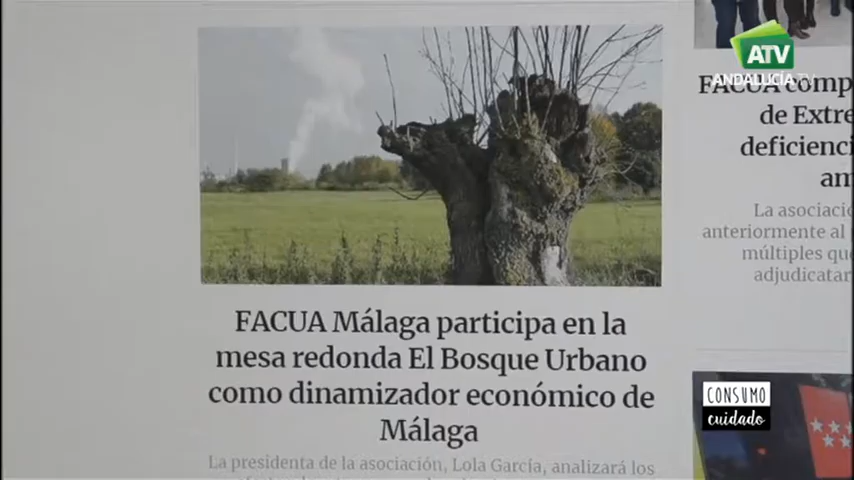 ATV
ANDALUCÍA TV
FACUA Málaga participa en la
mesa redonda El Bosque Urbano
como dinamizador económico de
Málaga
La presidenta de la asociación, Lola García, analizará los
FACUA comp
de Extre
deficienci
am
La asociació
anteriormente al
múltiples que
adjudicatar
CONSUMO
cuidado